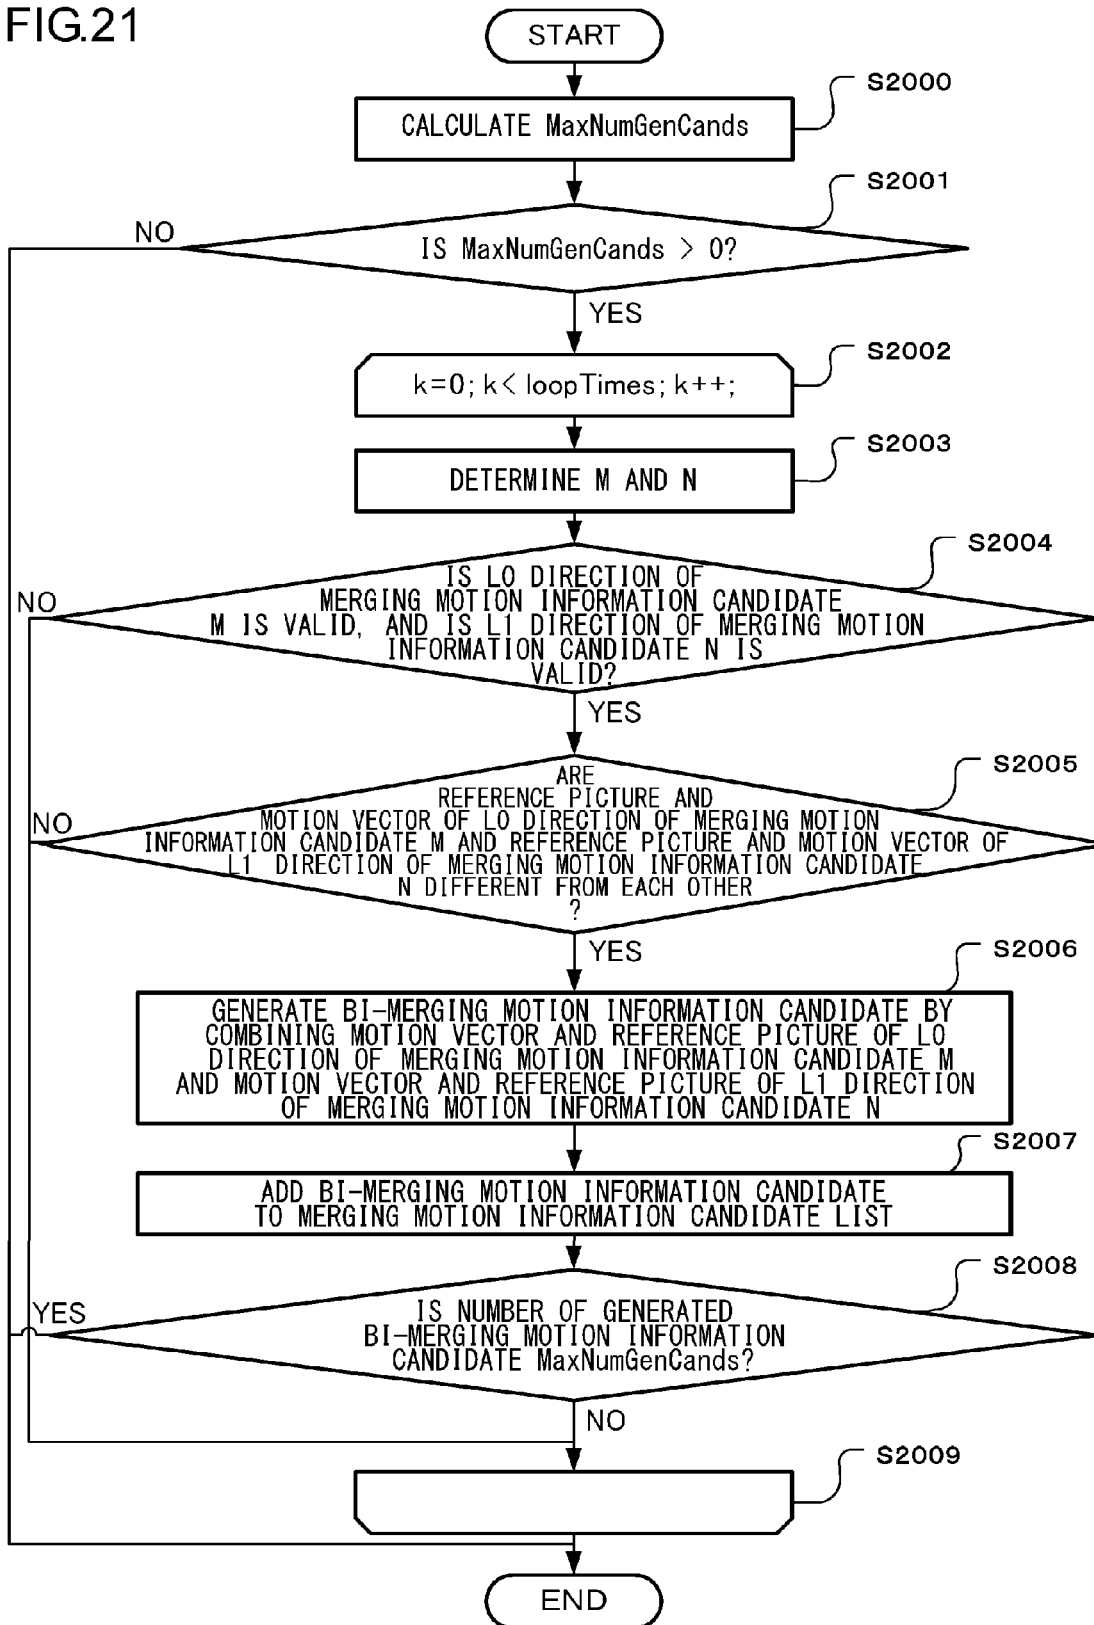 FIG.21
START
S2000
CALCULATE MaxNumGenCands
S2001
NO
IS MaxNumGenCands > 0?
YES
S2002
k=0; k< loopTimes; k++;
S2003
DETERMINE M AND N
S2004
NO
IS L0 DIRECTION OF
MERGING MOTION INFORMATION CANDIDATE
M IS VALID, AND IS L1 DIRECTION OF MERGING MOTION
INFORMATION CANDIDATE N IS
VALID?
YES
S2005
NO
ARE
REFERENCE PICTURE AND
MOTION VECTOR OF L0 DIRECTION OF MERGING MOTION
INFORMATION CANDIDATE M AND REFERENCE PICTURE AND MOTION VECTOR OF
L1 DIRECTION OF MERGING MOTION INFORMATION CANDIDATE
N DIFFERENT FROM EACH OTHER
?
YES
S2006
GENERATE BI-MERGING MOTION INFORMATION CANDIDATE BY
COMBINING MOTION VECTOR AND REFERENCE PICTURE OF L0
DIRECTION OF MERGING MOTION INFORMATION CANDIDATE M
AND MOTION VECTOR AND REFERENCE PICTURE OF L1 DIRECTION
OF MERGING MOTION INFORMATION CANDIDATE N
S2007
ADD BI-MERGING MOTION INFORMATION CANDIDATE
TO MERGING MOTION INFORMATION CANDIDATE LIST
S2008
YES
IS NUMBER OF GENERATED
BI-MERGING MOTION INFORMATION
CANDIDATE MaxNumGenCands?
NO
S2009
END